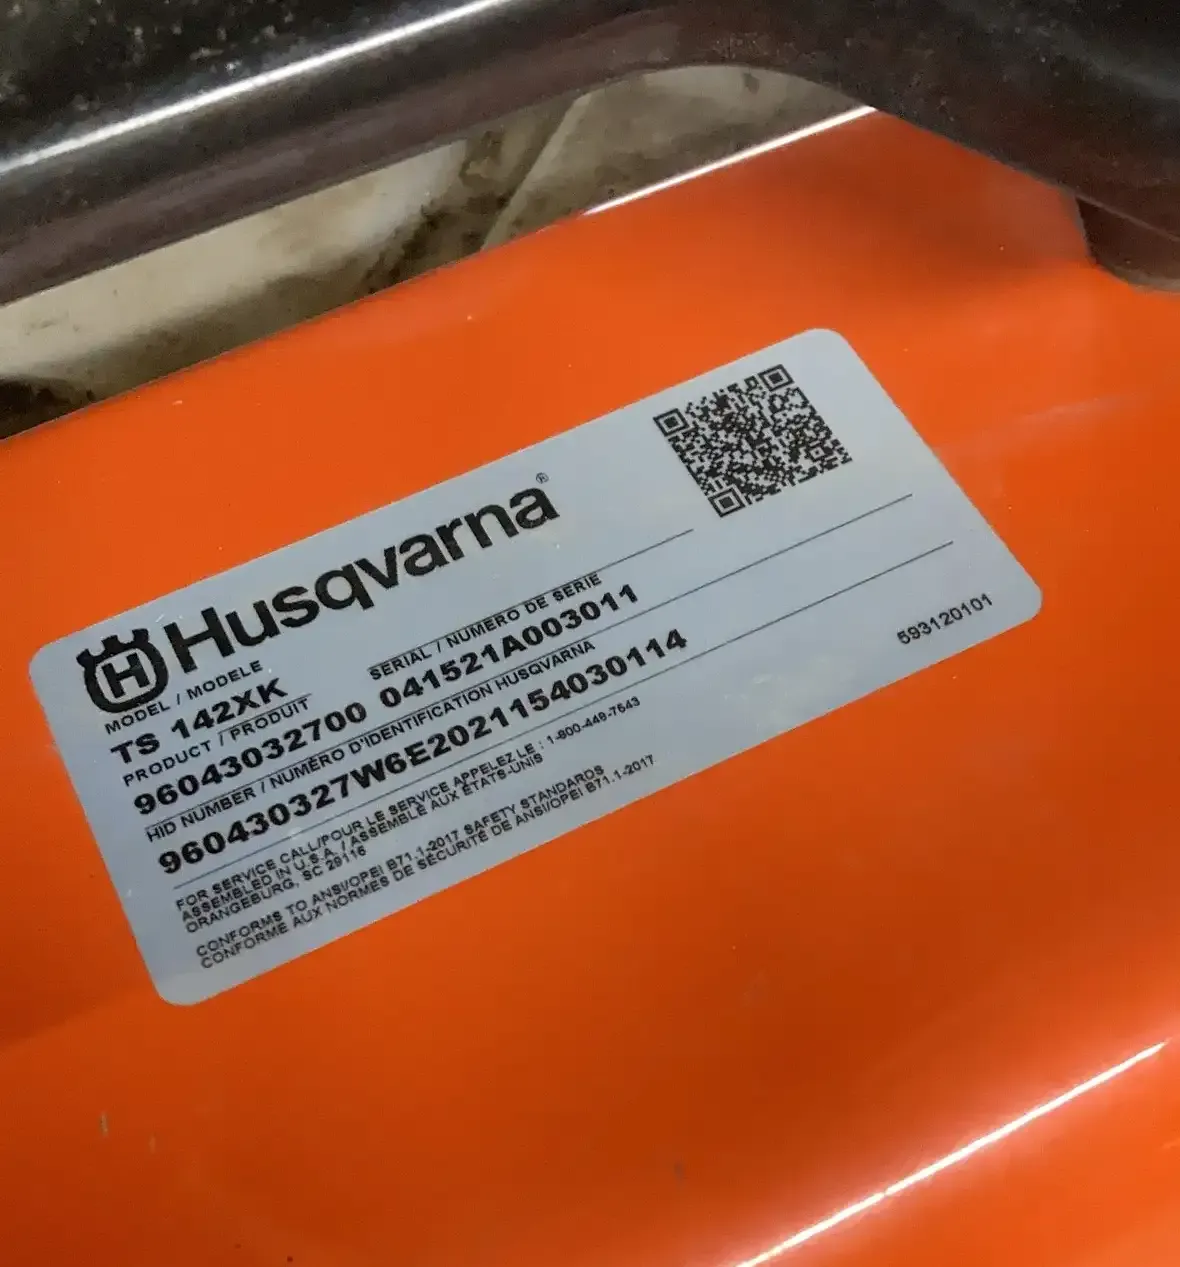 Husqvarna®
MODEL / MODELE
TS 142XK
PRODUCT / PRODUIT SERIAL / NUMERO DE SERIE
96043032700 041521A003011
HID NUMBER / NUMÉRO D'IDENTIFICATION HUSQVARNA
960430327W6E2021154030114
FOR SERVICE CALL/POUR LE SERVICE APPELEZ LE : 1-800-448-7543
ASSEMBLED IN U.S.A. / ASSEMBLÉ AUX ÉTATS-UNIS
ORANGEBURG, SC 29116
CONFORMS TO ANSI/OPEI B71.1-2017 SAFETY STANDARDS
CONFORME AUX NORMES DE SÉCURITÉ DE ANSI/OPEI B71.1-2017
593120101